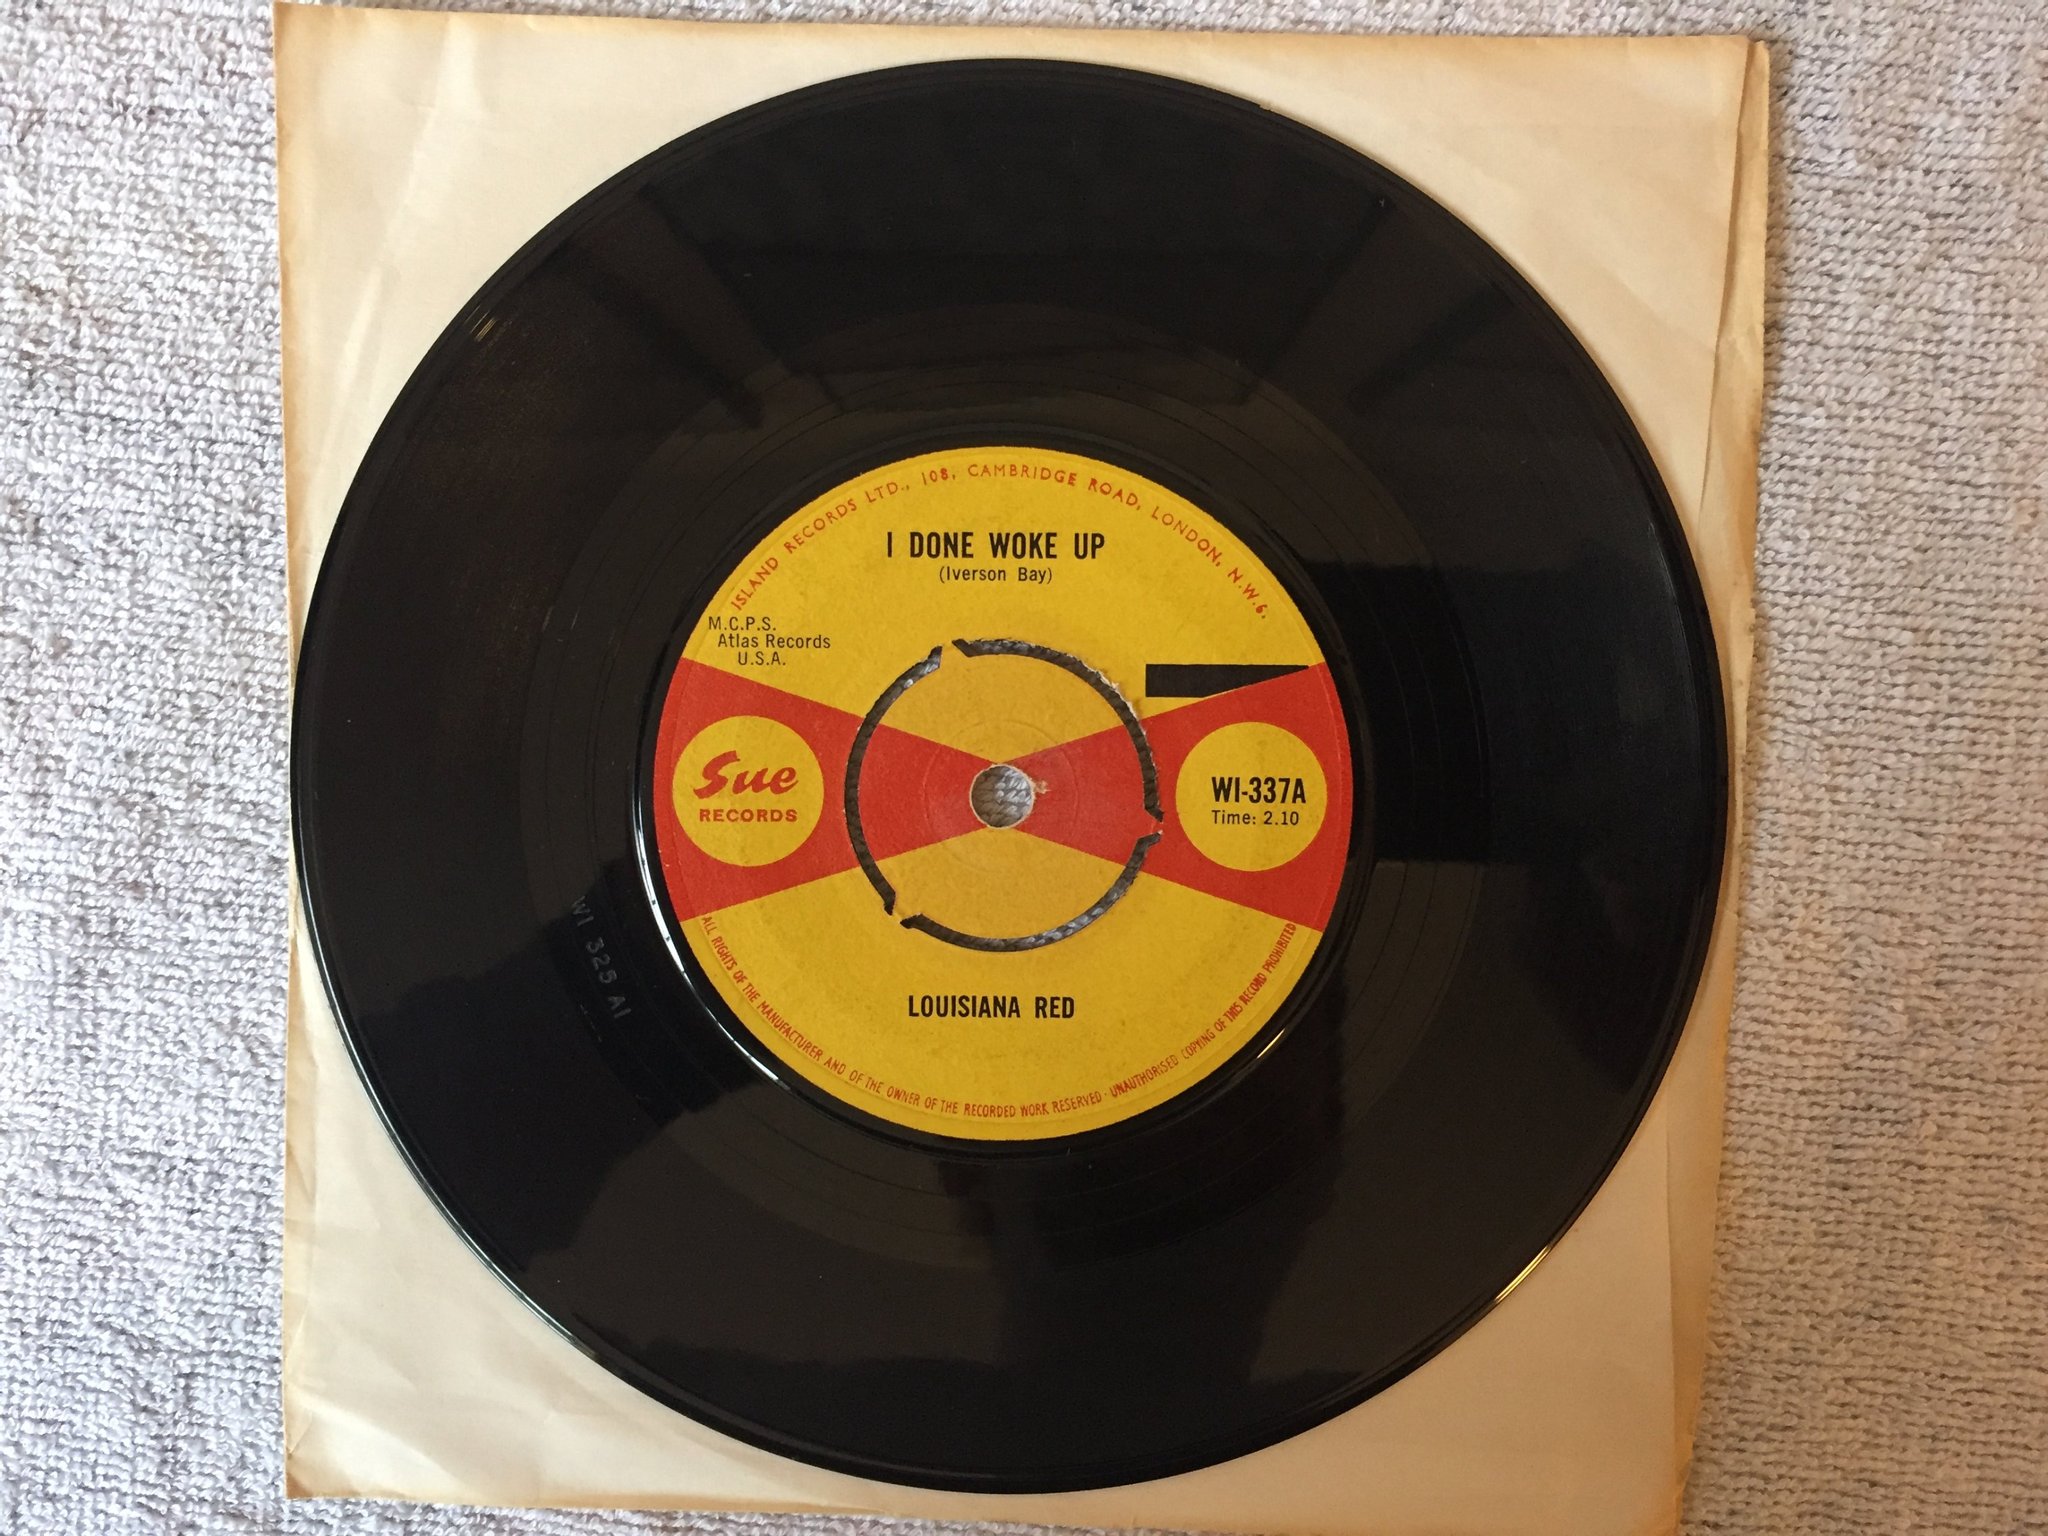 ISLAND RECORDS LTD., 108, CAMBRIDGE ROAD, LONDON, N.W.6.
I DONE WOKE UP
(Iverson Bay)
M.C.P.S.
Atlas Records
U.S.A.
Sue
RECORDS
WI-337A
Time: 2.10
LOUISIANA RED
ALL RIGHTS OF THE MANUFACTURER AND OF THE OWNER OF THE RECORDED WORK RESERVED · UNAUTHORISED COPYING OF THIS RECORD PROHIBITED
WI 325 A1